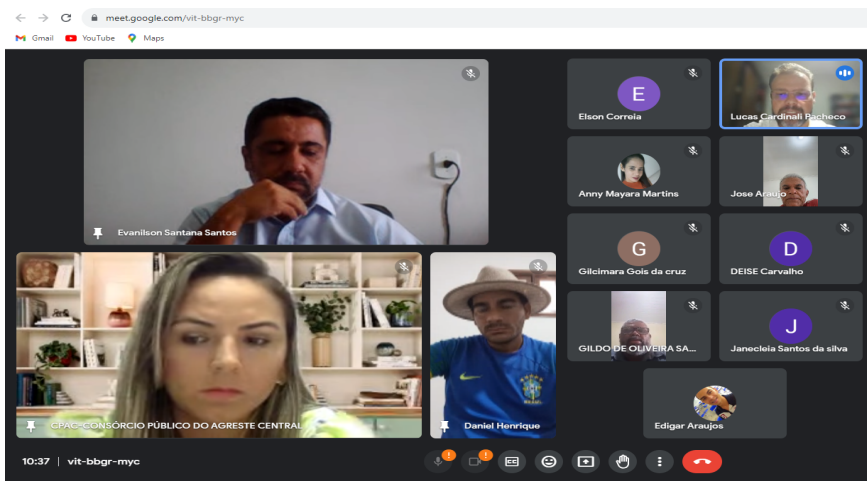 meet.google.com/vit-bbgr-myc
Gmail YouTube Maps
Evanilson Santana Santos
E
Elson Correia
Lucas Cardinali Pacheco
Anny Mayara Martins
Jose Araujo
G
Gilcimara Gois da cruz
D
DEISE Carvalho
CPAC-CONSÓRCIO PÚBLICO DO AGRESTE CENTRAL
Daniel Henrique
GILDO DE OLIVEIRA SA...
J
Janecleia Santos da silva
Edigar Araujos
10:37 | vit-bbgr-myc